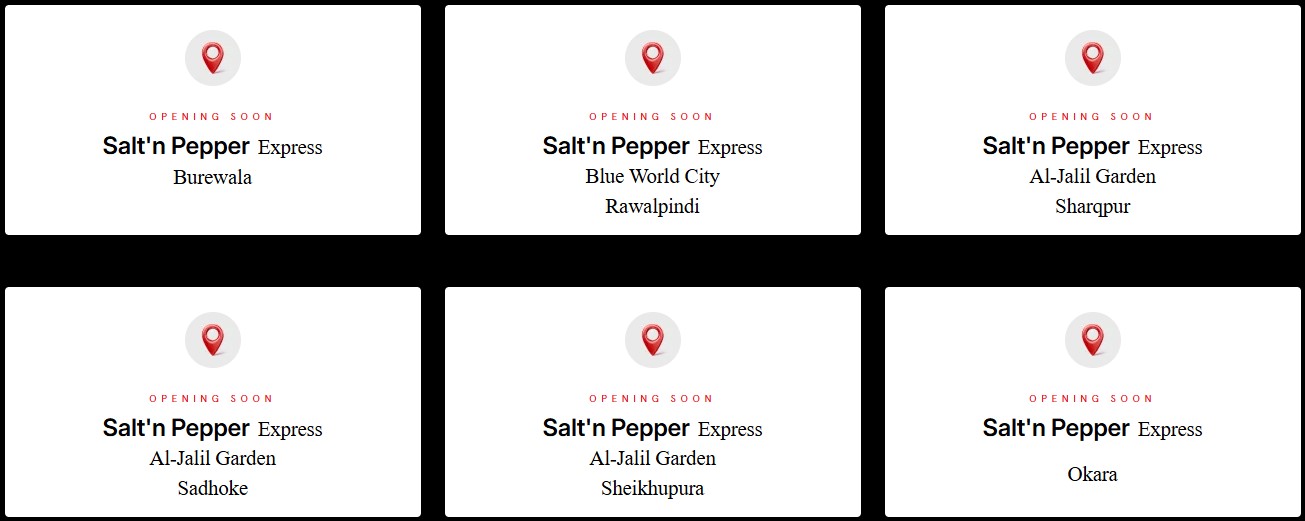 OPENING SOON
Salt'n Pepper Express
Burewala
OPENING SOON
Salt'n Pepper Express
Blue World City
Rawalpindi
OPENING SOON
Salt'n Pepper Express
Al-Jalil Garden
Sharqpur
OPENING SOON
Salt'n Pepper Express
Al-Jalil Garden
Sadhoke
OPENING SOON
Salt'n Pepper Express
Al-Jalil Garden
Sheikhupura
OPENING SOON
Salt'n Pepper Express
Okara